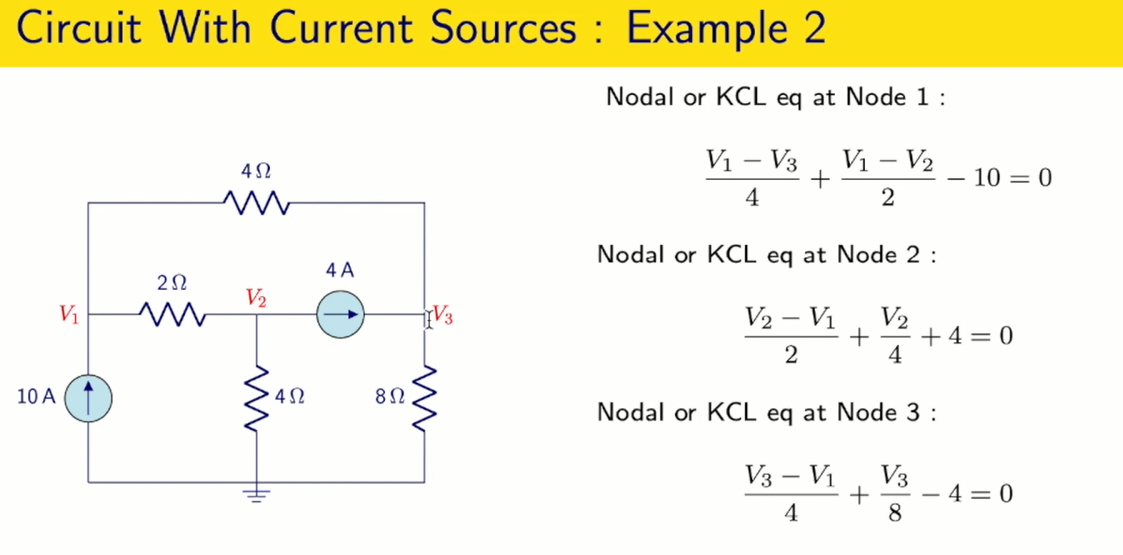 Circuit With Current Sources : Example 2
Nodal or KCL eq at Node 1 :
(V₁ − V₃)/4 + (V₁ − V₂)/2 − 10 = 0
Nodal or KCL eq at Node 2 :
(V₂ − V₁)/2 + V₂/4 + 4 = 0
Nodal or KCL eq at Node 3 :
(V₃ − V₁)/4 + V₃/8 − 4 = 0
4 Ω
2 Ω
4 A
V₁
V₂
V₃
10 A
4 Ω
8 Ω